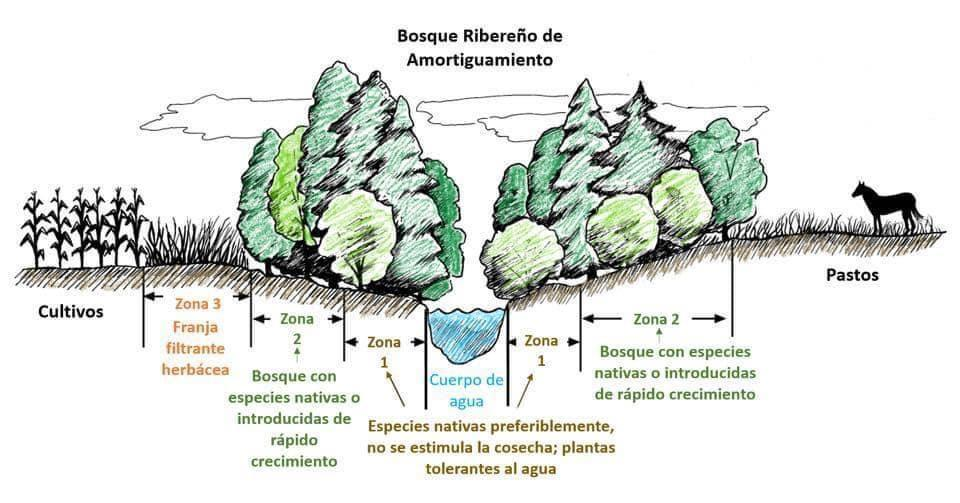 Bosque Ribereño de
Amortiguamiento
Cultivos
Zona 3
Franja
filtrante
herbácea
Zona
2
Bosque con
especies nativas o
introducidas de
rápido
crecimiento
Zona
1
Cuerpo de
agua
Zona
1
Especies nativas preferiblemente,
no se estimula la cosecha; plantas
tolerantes al agua
Zona 2
Bosque con especies
nativas o introducidas
de rápido crecimiento
Pastos